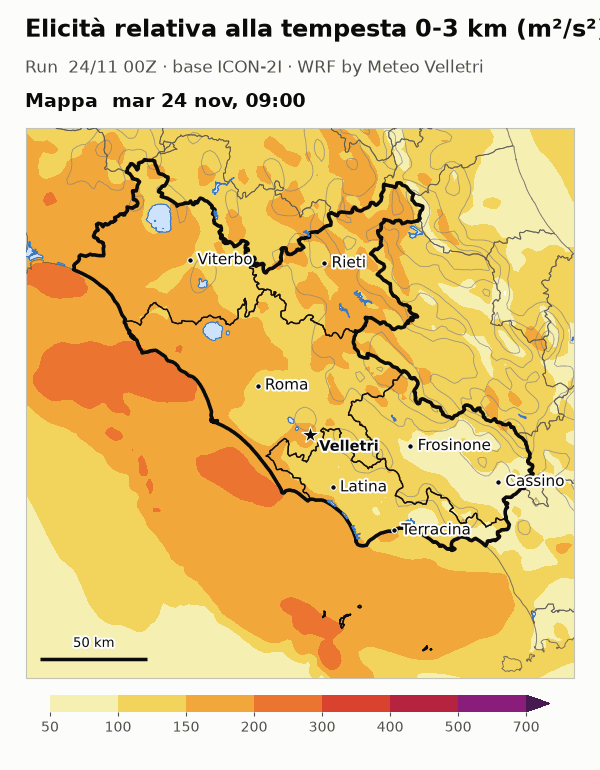 Elicità relativa alla tempesta 0-3 km (m²/s²)
Run 24/11 00Z · base ICON-2I · WRF by Meteo Velletri
Mappa mar 24 nov, 09:00
Viterbo
Rieti
Roma
Velletri
Frosinone
Cassino
Latina
Terracina
50 km
50 100 150 200 300 400 500 700